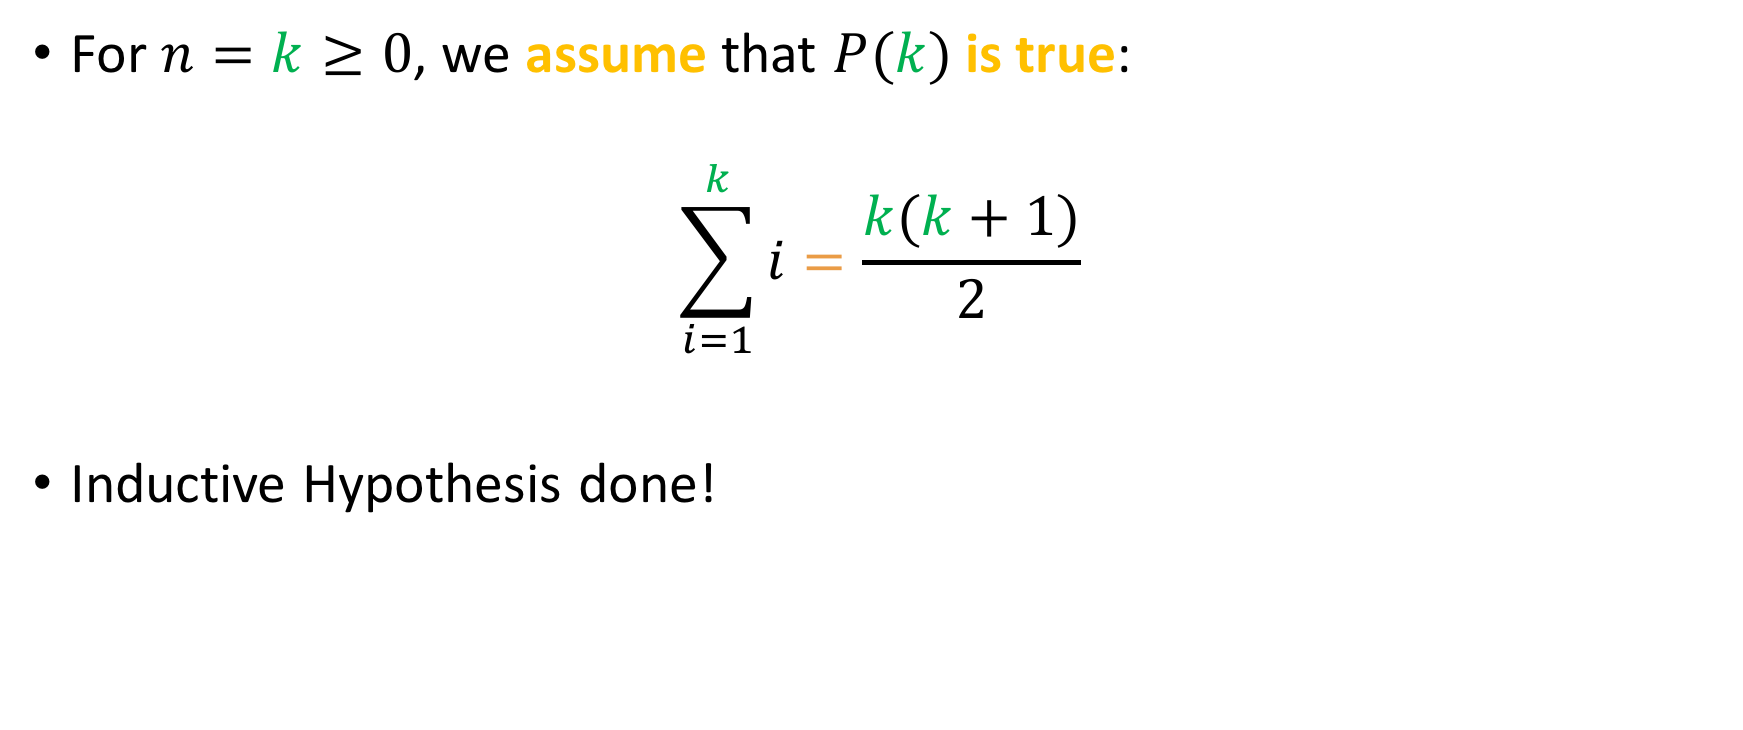 • For n = k ≥ 0, we assume that P(k) is true:
k
∑ i = k(k + 1)
2
i=1
• Inductive Hypothesis done!